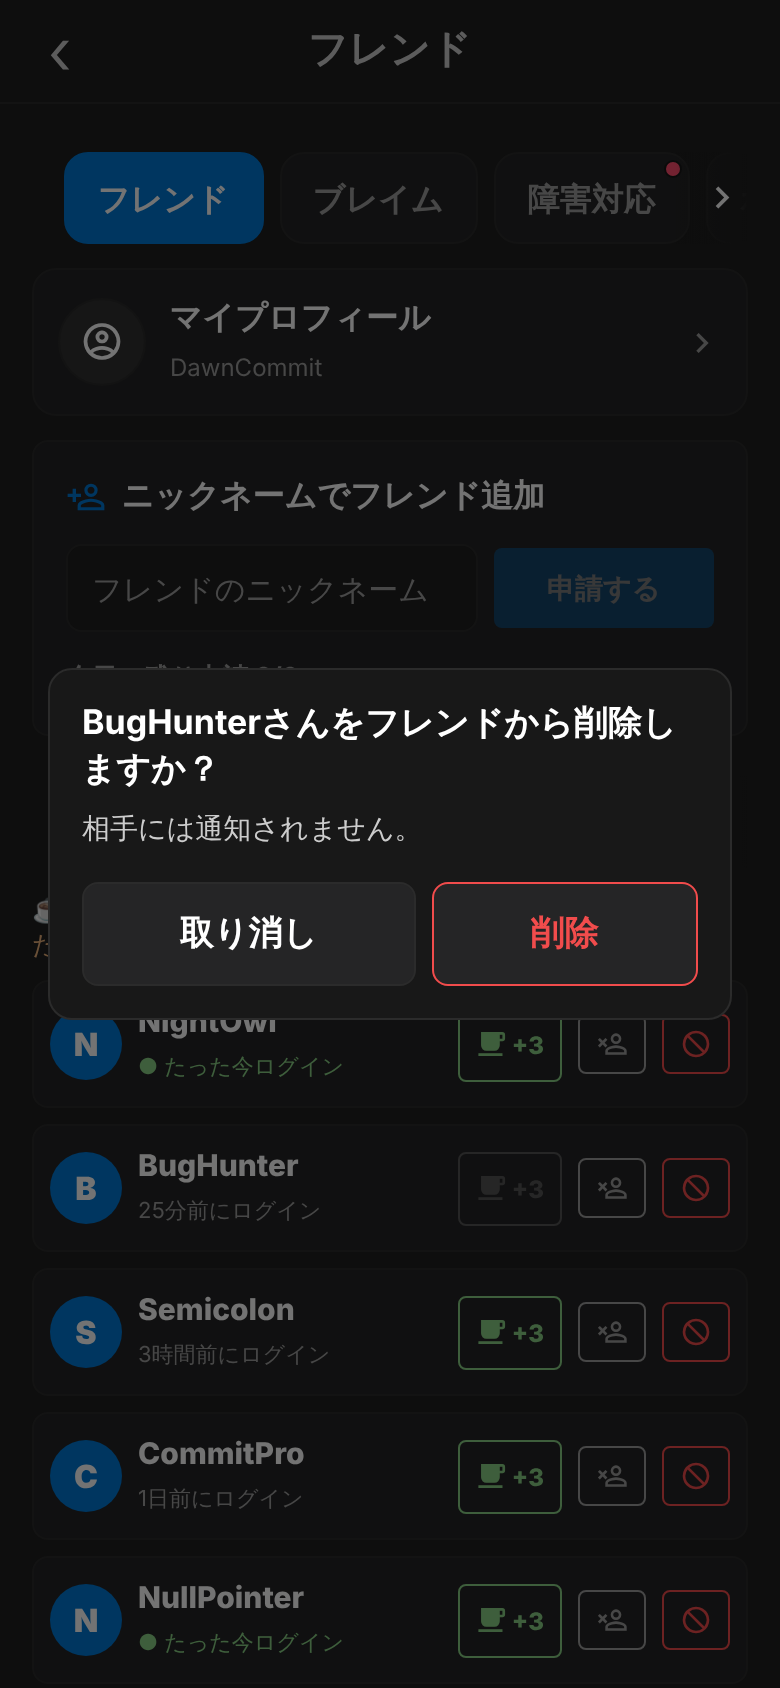 フレンド
フレンド
ブレイム
障害対応
マイプロフィール
DawnCommit
ニックネームでフレンド追加
フレンドのニックネーム
申請する
BugHunterさんをフレンドから削除し
ますか？
相手には通知されません。
取り消し
削除
N
NightOwl
たった今ログイン
+3
B
BugHunter
25分前にログイン
+3
S
Semicolon
3時間前にログイン
+3
C
CommitPro
1日前にログイン
+3
N
NullPointer
たった今ログイン
+3